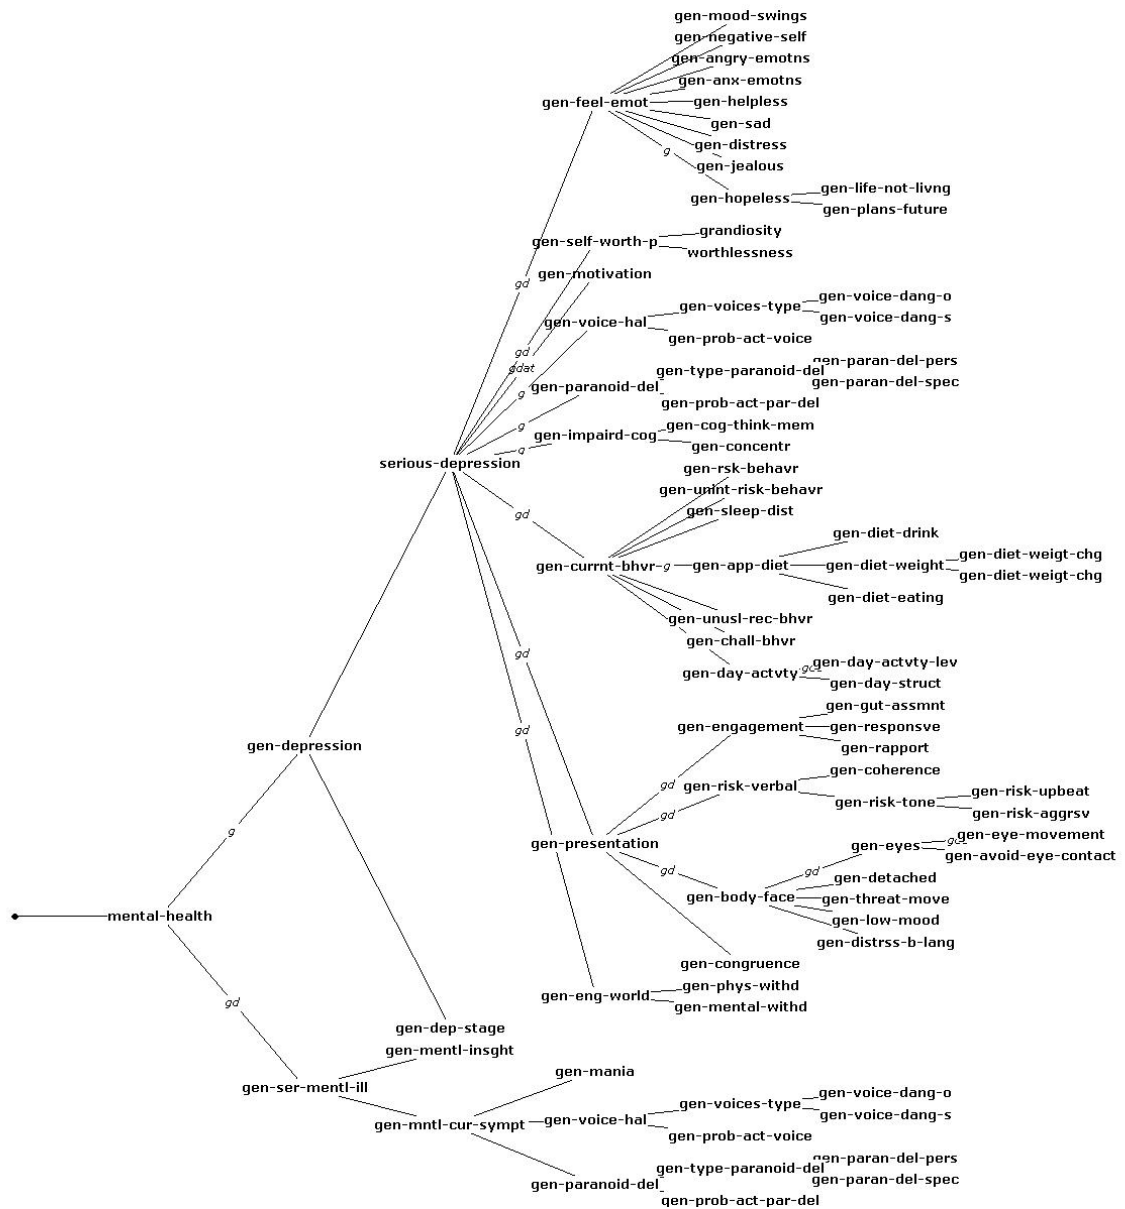 gen-mood-swings
gen-negative-self
gen-angry-emotns
gen-anx-emotns
gen-feel-emot
gen-helpless
gen-sad
gen-distress
g
gen-jealous
gen-hopeless
gen-life-not-livng
gen-plans-future
gen-self-worth-p
grandiosity
worthlessness
gen-motivation
gd
gen-voice-hal
gen-voices-type
gen-voice-dang-o
gen-voice-dang-s
gen-prob-act-voice
gd
gdat
gen-paranoid-del
gen-type-paranoid-del
gen-paran-del-pers
gen-paran-del-spec
g
gen-prob-act-par-del
g
gen-impaird-cog
gen-cog-think-mem
gen-concentr
g
serious-depression
gen-rsk-behavr
gen-unint-risk-behavr
gen-sleep-dist
gd
gen-diet-drink
gen-currnt-bhvr
g
gen-app-diet
gen-diet-weight
gen-diet-weigt-chg
gen-diet-weigt-chg
gen-diet-eating
gen-unusl-rec-bhvr
gen-chall-bhvr
gd
gen-day-actvty
gen-day-actvty-lev
gen-day-struct
gen-gut-assmnt
gd
gen-engagement
gen-responsve
gen-depression
gen-rapport
gen-coherence
gd
gen-risk-verbal
gen-risk-tone
gen-risk-upbeat
gen-risk-aggrsv
gd
g
gen-presentation
gen-eyes
gen-eye-movement
gen-avoid-eye-contact
gd
gd
gen-body-face
gen-detached
gen-threat-move
mental-health
gen-low-mood
gen-distrss-b-lang
gen-congruence
gen-eng-world
gen-phys-withd
gen-mental-withd
gd
gen-dep-stage
gen-mentl-insght
gen-ser-mentl-ill
gen-mania
gen-mntl-cur-sympt
gen-voice-hal
gen-voices-type
gen-voice-dang-o
gen-voice-dang-s
gen-prob-act-voice
gen-paranoid-del
gen-type-paranoid-del
gen-paran-del-pers
gen-paran-del-spec
gen-prob-act-par-del